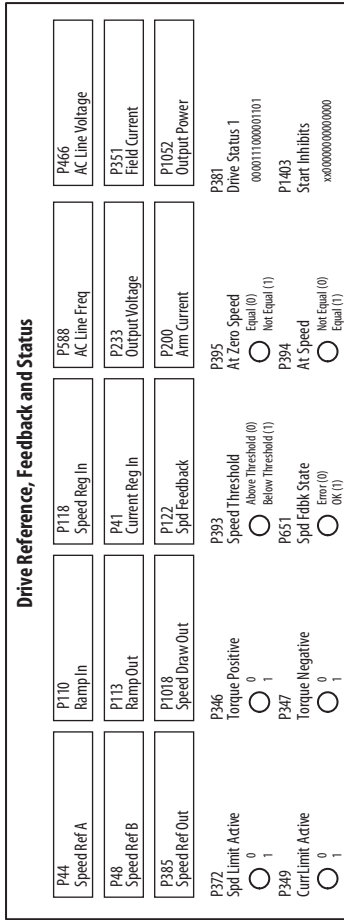 Drive Reference, Feedback and Status
P44
Speed Ref A
P110
Ramp In
P118
Speed Reg In
P588
AC Line Freq
P466
AC Line Voltage
P48
Speed Ref B
P113
Ramp Out
P41
Current Reg In
P233
Output Voltage
P351
Field Current
P385
Speed Ref Out
P1018
Speed Draw Out
P122
Spd Feedback
P200
Arm Current
P1052
Output Power
P372
Spd Limit Active
0
1
P346
Torque Positive
0
1
P393
Speed Threshold
Above Threshold (0)
Below Threshold (1)
P395
At Zero Speed
Equal (0)
Not Equal (1)
P381
Drive Status 1
0000111000001101
P349
Curr Limit Active
0
1
P347
Torque Negative
0
1
P651
Spd Fdbk State
Error (0)
OK (1)
P394
At Speed
Not Equal (0)
Equal (1)
P1403
Start Inhibits
xx00000000000000